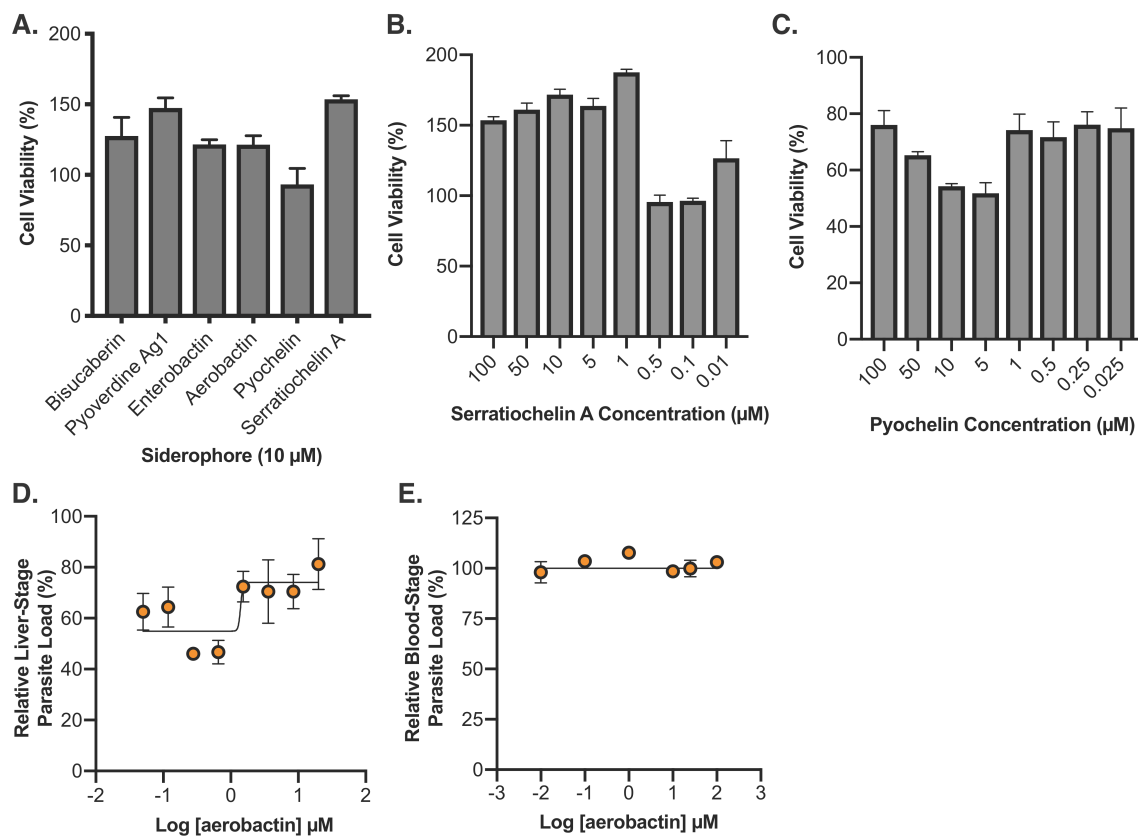 A.
200
150
100
50
0
Cell Viability (%)
Bisucaberin
Pyoverdine Ag1
Enterobactin
Aerobactin
Pyochelin
Serratiochelin A
Siderophore (10 µM)
B.
200
150
100
50
0
Cell Viability (%)
100
50
10
5
1
0.5
0.1
0.01
Serratiochelin A Concentration (µM)
C.
100
80
60
40
20
0
Cell Viability (%)
100
50
10
5
1
0.5
0.25
0.025
Pyochelin Concentration (µM)
D.
100
80
60
40
20
0
Relative Liver-Stage
Parasite Load (%)
-2 -1 0 1 2
Log [aerobactin] µM
E.
125
100
75
50
25
0
Relative Blood-Stage
Parasite Load (%)
-3 -2 -1 0 1 2 3
Log [aerobactin] µM